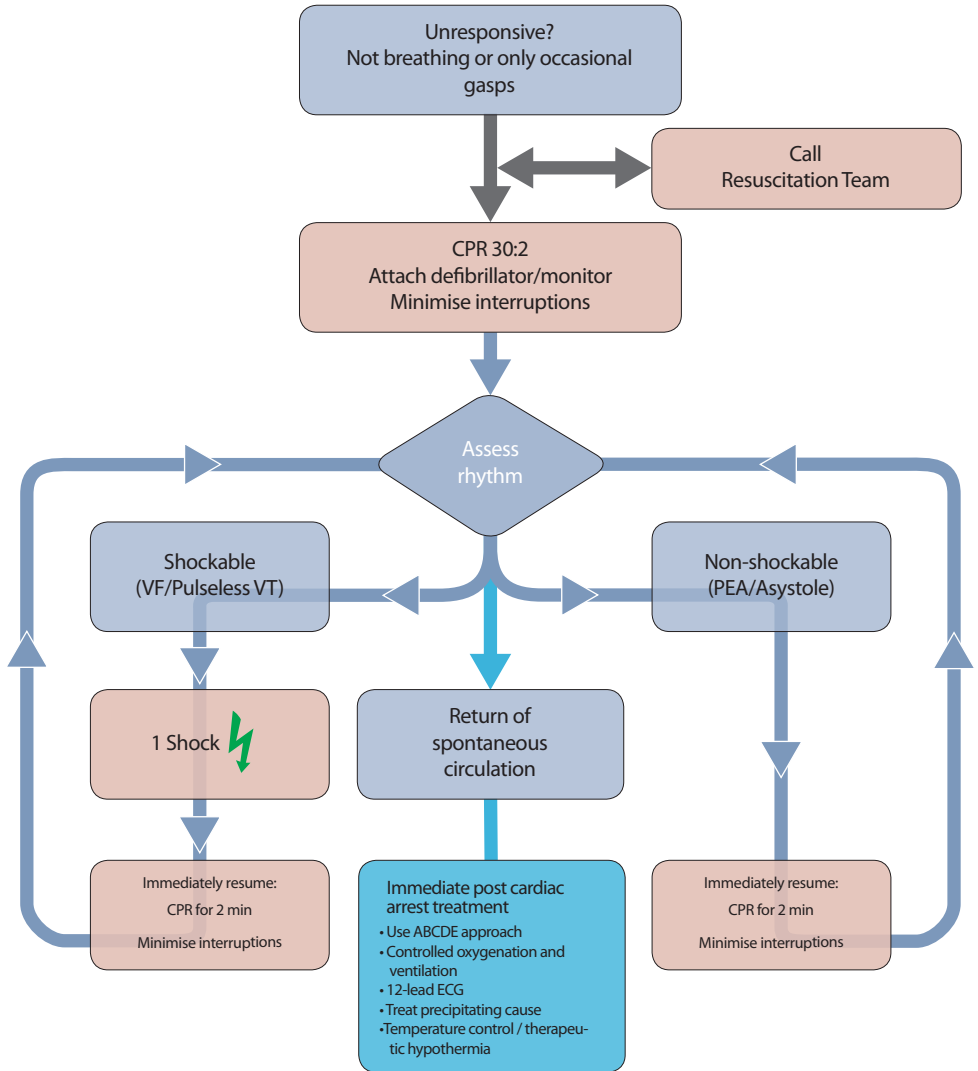 Unresponsive?
Not breathing or only occasional
gasps
Call
Resuscitation Team
CPR 30:2
Attach defibrillator/monitor
Minimise interruptions
Assess
rhythm
Shockable
(VF/Pulseless VT)
Non-shockable
(PEA/Asystole)
1 Shock
Return of
spontaneous
circulation
Immediately resume:
CPR for 2 min
Minimise interruptions
Immediate post cardiac
arrest treatment
• Use ABCDE approach
• Controlled oxygenation and
ventilation
• 12-lead ECG
• Treat precipitating cause
•Temperature control / therapeu-
tic hypothermia
Immediately resume:
CPR for 2 min
Minimise interruptions